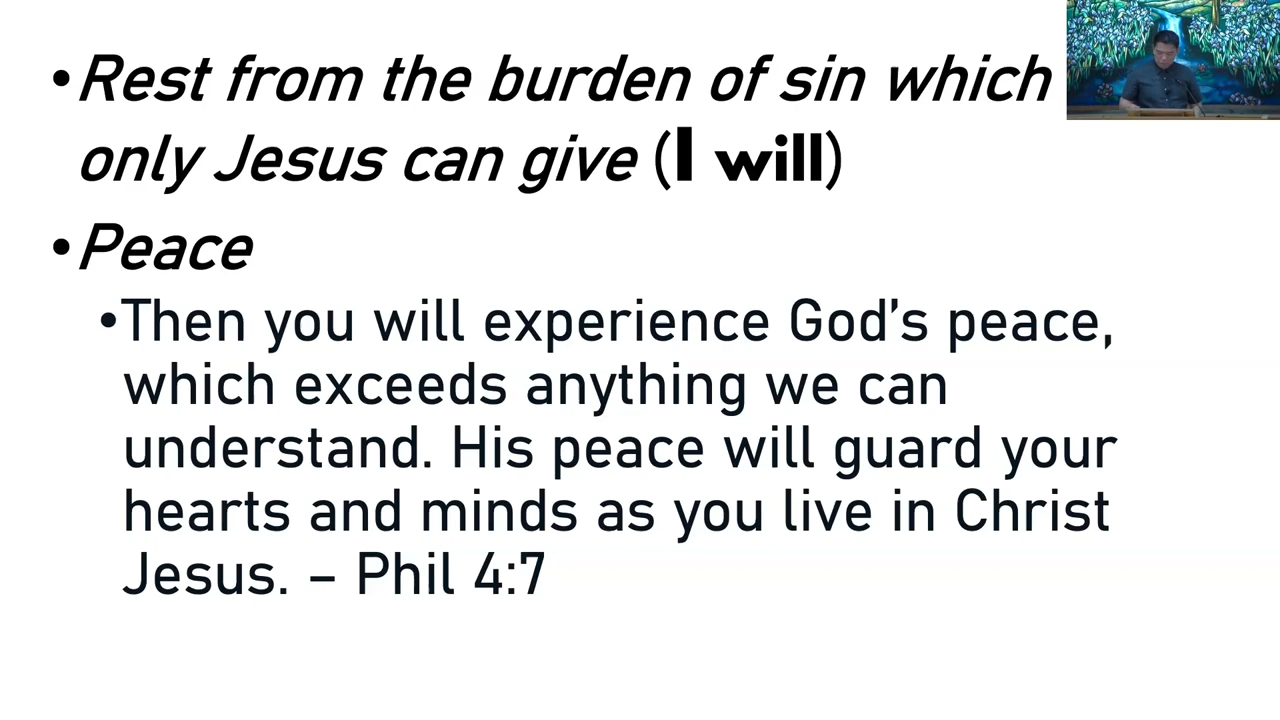 •Rest from the burden of sin which
only Jesus can give (I will)
•Peace
•Then you will experience God’s peace,
which exceeds anything we can
understand. His peace will guard your
hearts and minds as you live in Christ
Jesus. – Phil 4:7